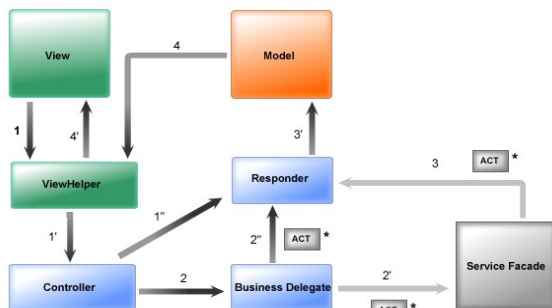 4
View
Model
1
4'
3'
3
ACT *
ViewHelper
Responder
1'
1"
2"
ACT *
Service Facade
Controller
2
Business Delegate
2'
ACT *